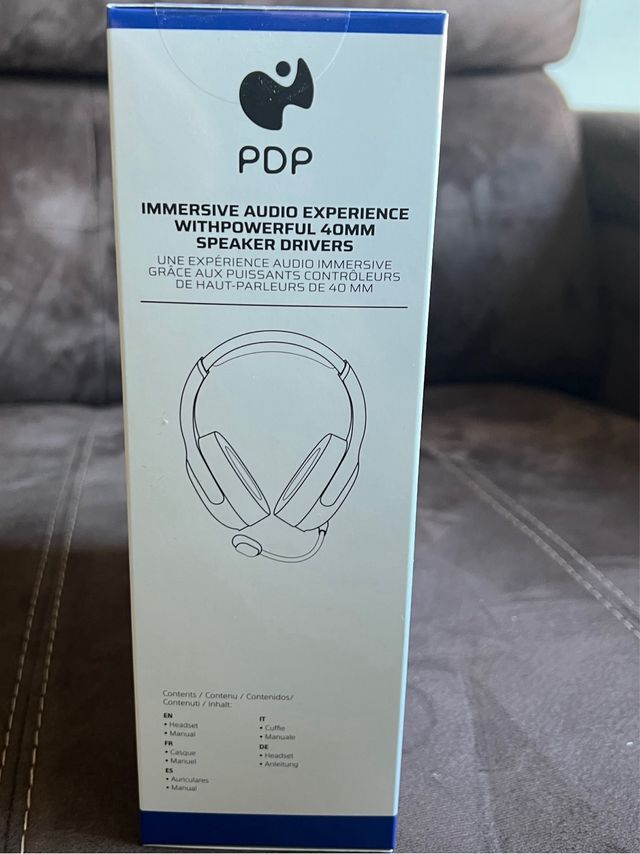 PDP
IMMERSIVE AUDIO EXPERIENCE
WITHPOWERFUL 40MM
SPEAKER DRIVERS
UNE EXPÉRIENCE AUDIO IMMERSIVE
GRÂCE AUX PUISSANTS CONTRÔLEURS
DE HAUT-PARLEURS DE 40 MM
Contents / Contenu / Contenidos/
Contenuti / Inhalt:
EN
• Headset
• Manual
FR
• Casque
• Manuel
ES
• Auriculares
• Manual
IT
• Cuffie
• Manuale
DE
• Headset
• Anleitung